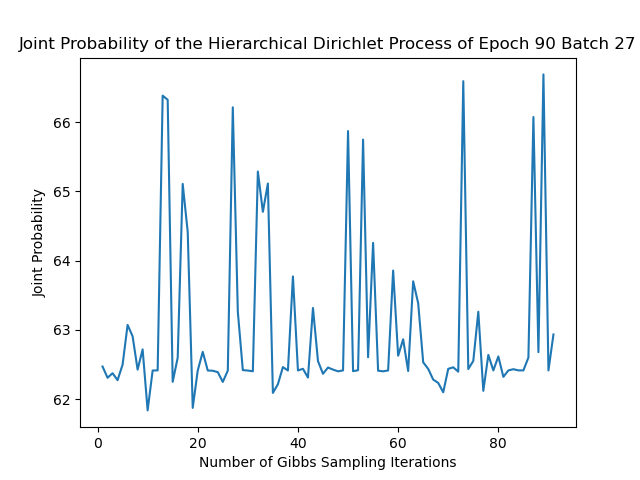 Joint Probability of the Hierarchical Dirichlet Process of Epoch 90 Batch 27
66
65
64
63
62
Joint Probability
0 20 40 60 80
Number of Gibbs Sampling Iterations